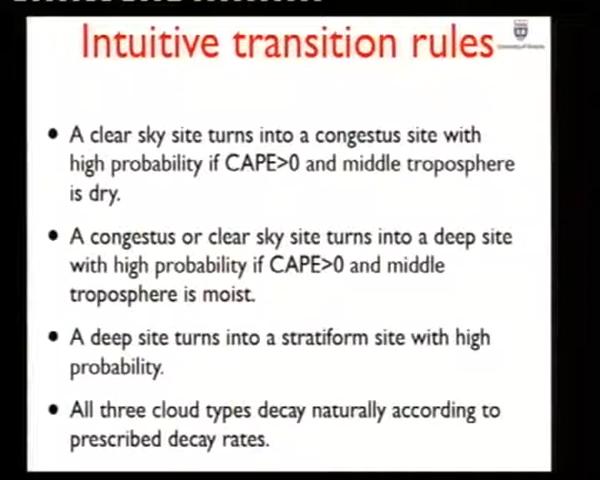 Intuitive transition rules
• A clear sky site turns into a congestus site with
high probability if CAPE>0 and middle troposphere
is dry.
• A congestus or clear sky site turns into a deep site
with high probability if CAPE>0 and middle
troposphere is moist.
• A deep site turns into a stratiform site with high
probability.
• All three cloud types decay naturally according to
prescribed decay rates.